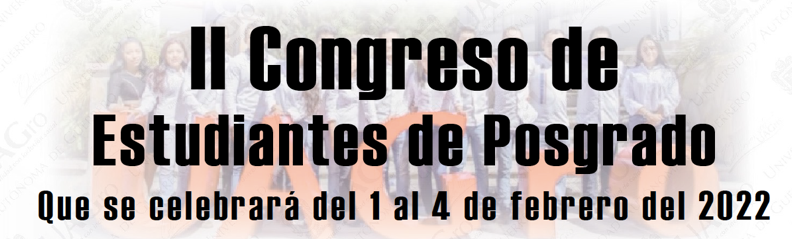 II Congreso de
Estudiantes de Posgrado
Que se celebrará del 1 al 4 de febrero del 2022